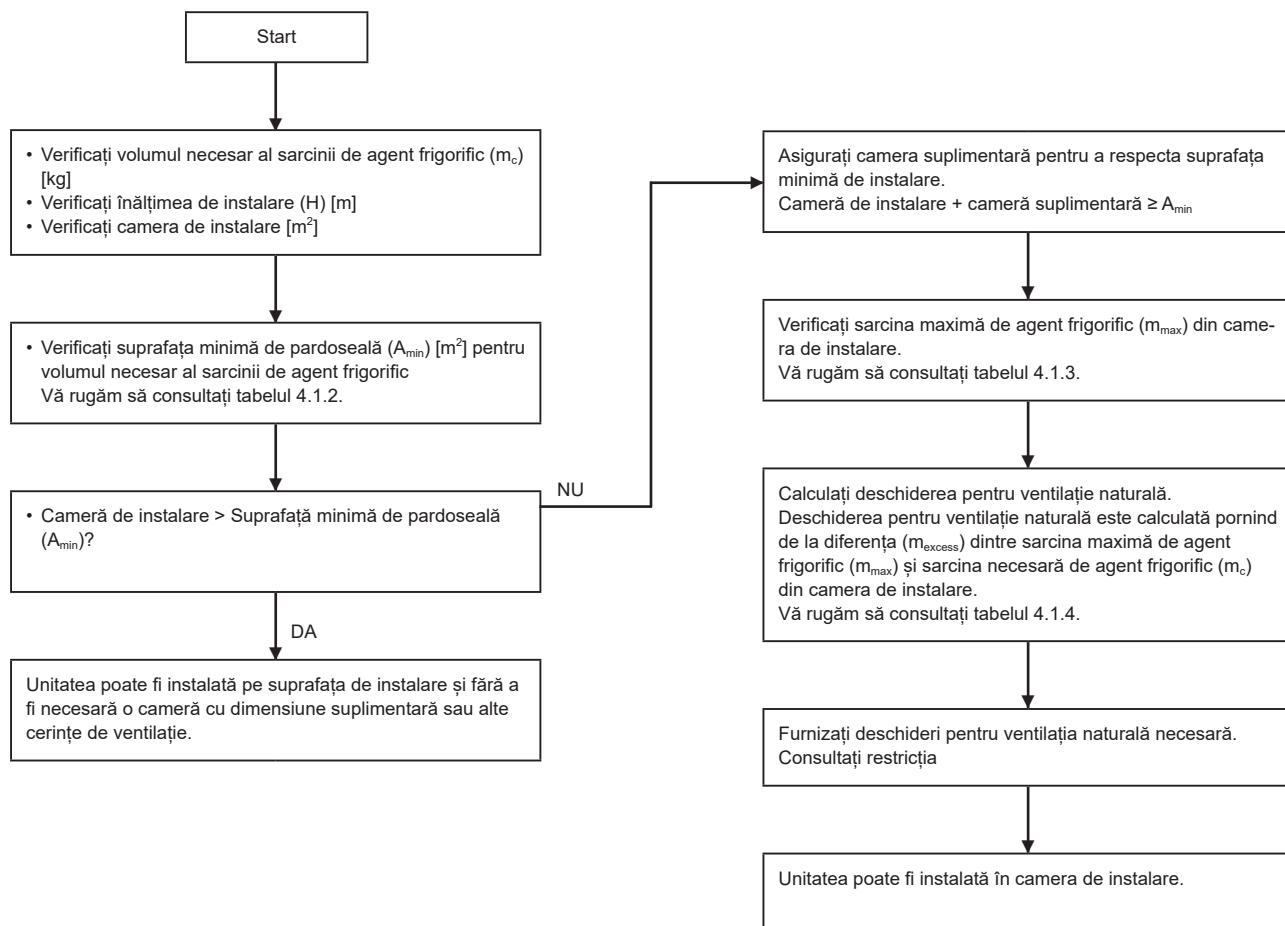 Start
• Verificați volumul necesar al sarcinii de agent frigorific (mc)
[kg]
• Verificați înălțimea de instalare (H) [m]
• Verificați camera de instalare [m2]
• Verificați suprafața minimă de pardoseală (Amin) [m2] pentru
volumul necesar al sarcinii de agent frigorific
Vă rugăm să consultați tabelul 4.1.2.
• Cameră de instalare > Suprafață minimă de pardoseală
(Amin)?
NU
DA
Unitatea poate fi instalată pe suprafața de instalare și fără a
fi necesară o cameră cu dimensiune suplimentară sau alte
cerințe de ventilație.
Asigurați camera suplimentară pentru a respecta suprafața
minimă de instalare.
Cameră de instalare + cameră suplimentară ≥ Amin
Verificați sarcina maximă de agent frigorific (mmax) din came-
ra de instalare.
Vă rugăm să consultați tabelul 4.1.3.
Calculați deschiderea pentru ventilație naturală.
Deschiderea pentru ventilație naturală este calculată pornind
de la diferența (mexcess) dintre sarcina maximă de agent
frigorific (mmax) și sarcina necesară de agent frigorific (mc)
din camera de instalare.
Vă rugăm să consultați tabelul 4.1.4.
Furnizați deschideri pentru ventilația naturală necesară.
Consultați restricția
Unitatea poate fi instalată în camera de instalare.